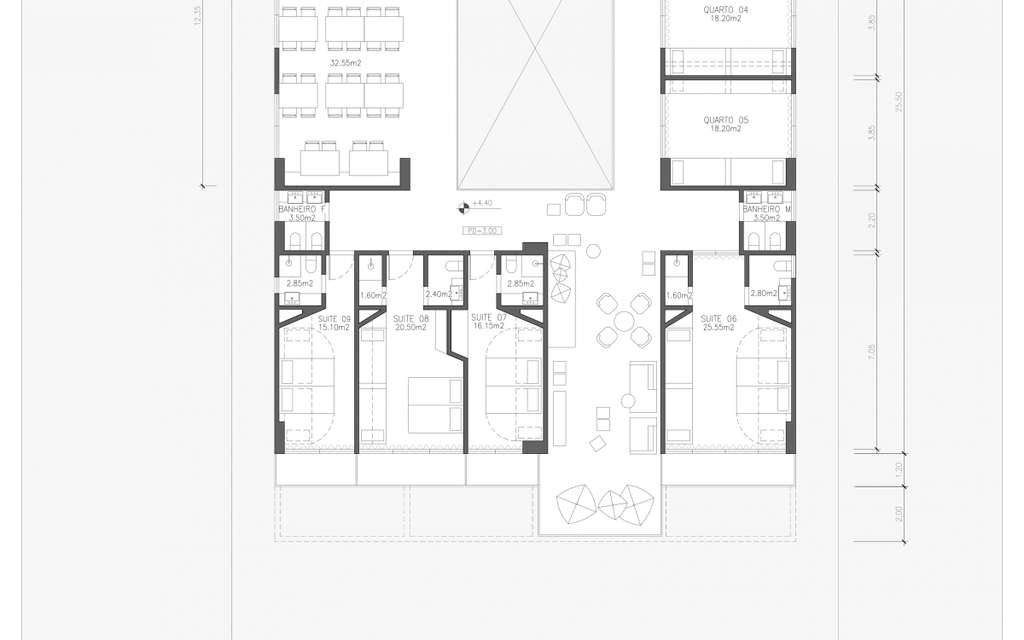 12.35
QUARTO 04
18.20m2
3.85
32.55m2
25.50
QUARTO 05
18.20m2
3.85
BANHEIRO F
3.50m2
+4,40
PD=3.00
BANHEIRO M
3.50m2
2.20
2.85m2
1.60m2
2.40m2
2.85m2
1.60m2
2.80m2
SUITE 09
15.10m2
SUITE 08
20.50m2
SUITE 07
16.15m2
SUITE 06
25.55m2
7.05
1.20
2.00